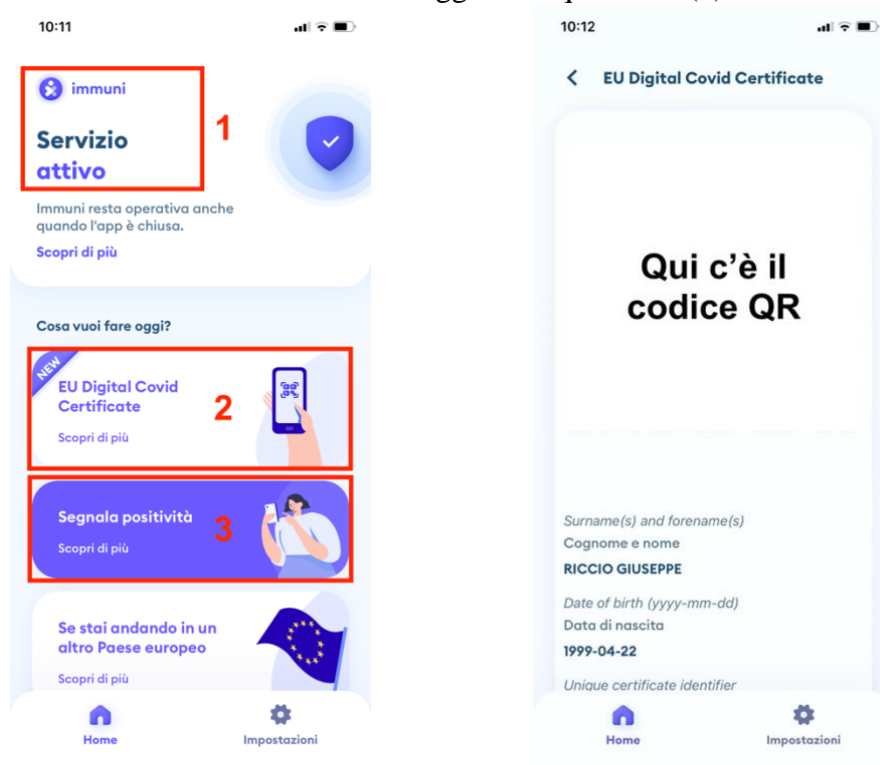 10:11
immuni
Servizio
attivo
1
Immuni resta operativa anche
quando l'app è chiusa.
Scopri di più
Cosa vuoi fare oggi?
NEW
EU Digital Covid
Certificate
2
Scopri di più
Segnala positività
3
Scopri di più
Se stai andando in un
altro Paese europeo
Scopri di più
Home
Impostazioni
10:12
EU Digital Covid Certificate
Qui c'è il
codice QR
Surname(s) and forename(s)
Cognome e nome
RICCIO GIUSEPPE
Date of birth (yyyy-mm-dd)
Data di nascita
1999-04-22
Unique certificate identifier
Home
Impostazioni